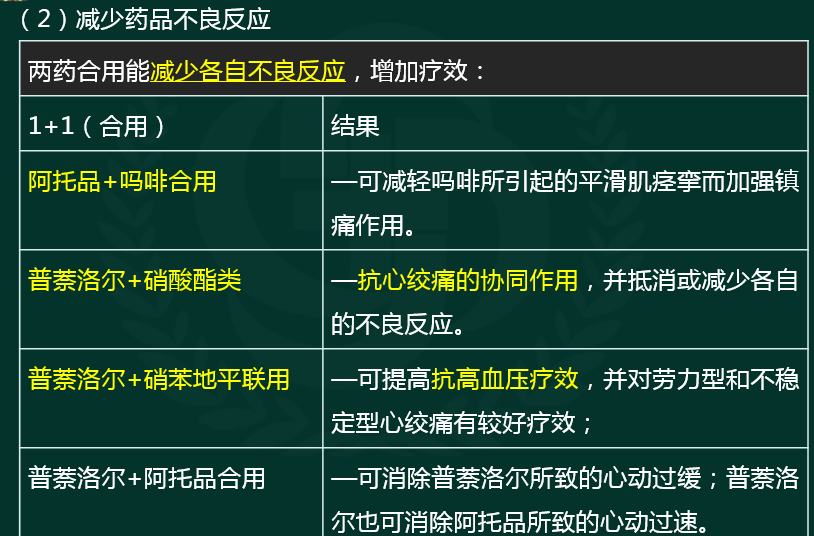 （2）减少药品不良反应
两药合用能减少各自不良反应，增加疗效：
1+1（合用）
结果
阿托品+吗啡合用
—可减轻吗啡所引起的平滑肌痉挛而加强镇
痛作用。
普萘洛尔+硝酸酯类
—抗心绞痛的协同作用，并抵消或减少各自
的不良反应。
普萘洛尔+硝苯地平联用
—可提高抗高血压疗效，并对劳力型和不稳
定型心绞痛有较好疗效；
普萘洛尔+阿托品合用
—可消除普萘洛尔所致的心动过缓；普萘洛
尔也可消除阿托品所致的心动过速。